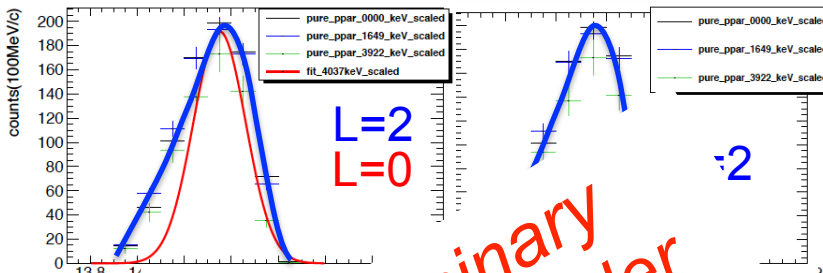 counts(100MeV/c)
200
180
160
140
120
100
80
60
40
20
0
13.8
pure_ppar_0000_keV_scaled
pure_ppar_1649_keV_scaled
pure_ppar_3922_keV_scaled
fit_4037keV_scaled
L=2
L=0
pure_ppar_0000_keV_scaled
pure_ppar_1649_keV_scaled
pure_ppar_3922_keV_scaled
2
inary